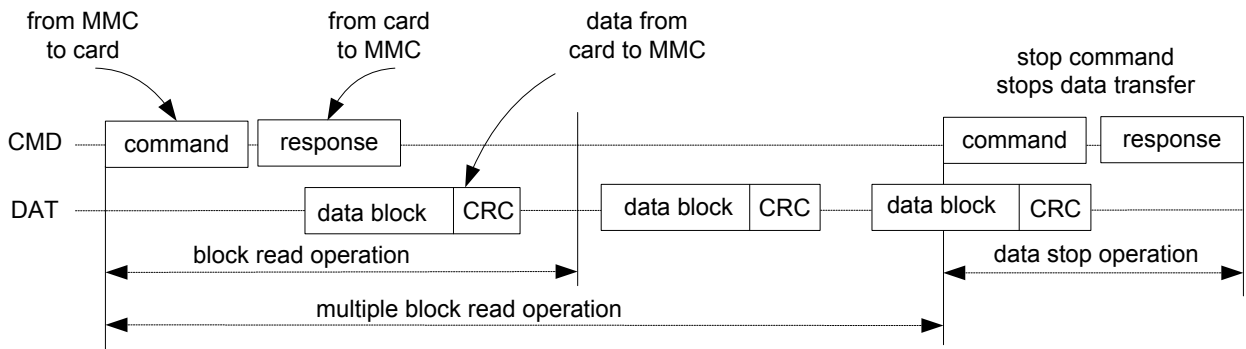 from MMC
to card
from card
to MMC
data from
card to MMC
stop command
stops data transfer
CMD
command
response
command
response
DAT
data block
CRC
data block
CRC
data block
CRC
block read operation
data stop operation
multiple block read operation